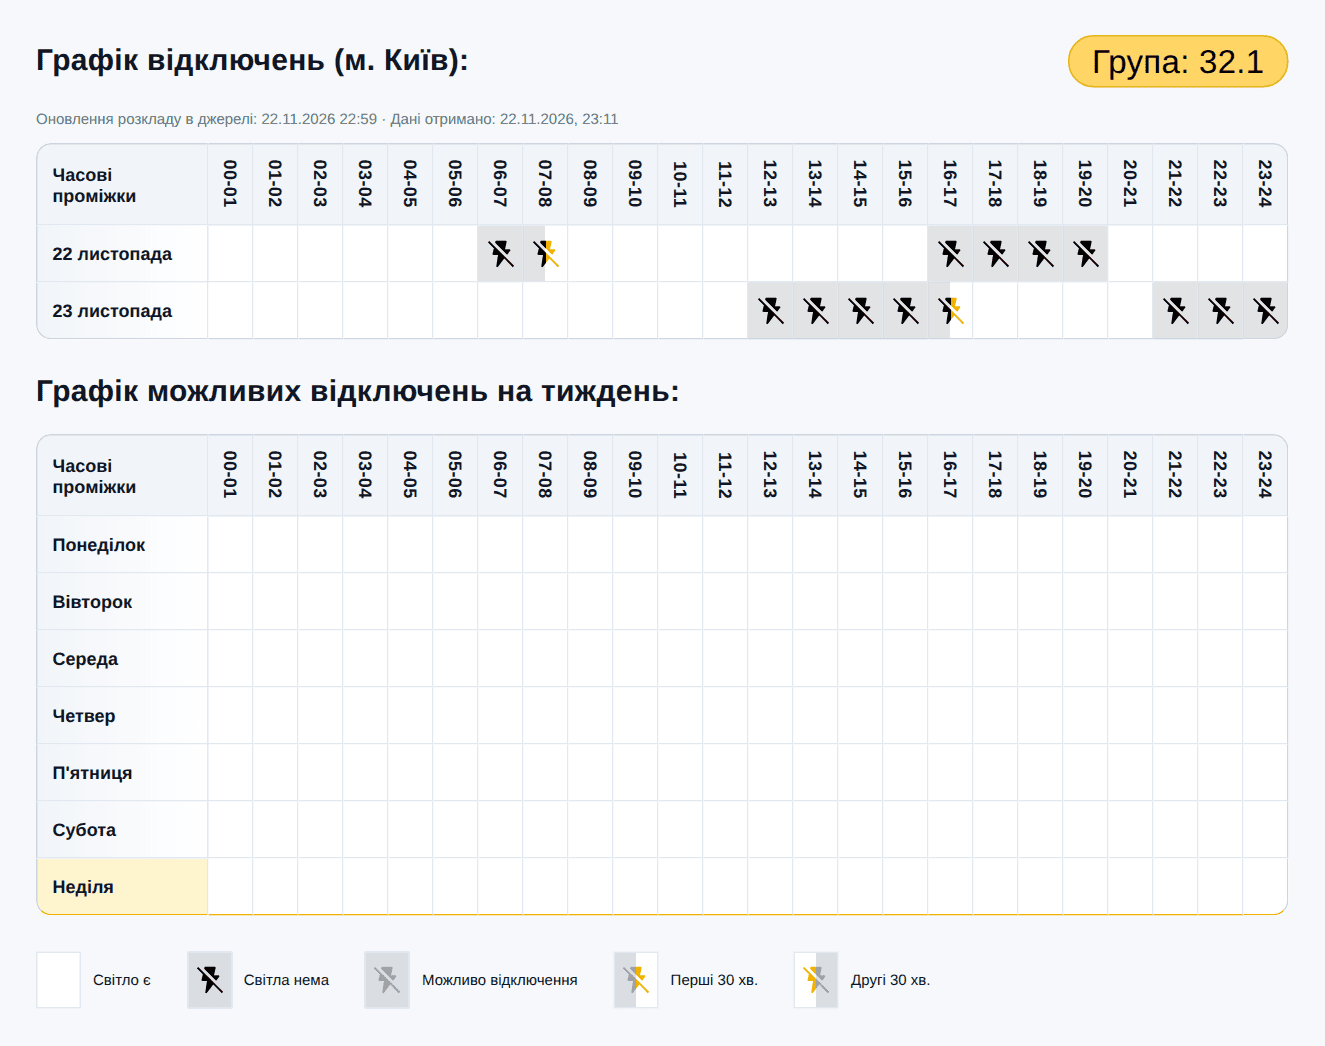 Графік відключень (м. Київ):
Група: 32.1
Оновлення розкладу в джерелі: 22.11.2026 22:59 · Дані отримано: 22.11.2026, 23:11
Часові проміжки 00-01 01-02 02-03 03-04 04-05 05-06 06-07 07-08 08-09 09-10 10-11 11-12 12-13 13-14 14-15 15-16 16-17 17-18 18-19 19-20 20-21 21-22 22-23 23-24
22 листопада
23 листопада
Графік можливих відключень на тиждень:
Часові проміжки 00-01 01-02 02-03 03-04 04-05 05-06 06-07 07-08 08-09 09-10 10-11 11-12 12-13 13-14 14-15 15-16 16-17 17-18 18-19 19-20 20-21 21-22 22-23 23-24
Понеділок
Вівторок
Середа
Четвер
П'ятниця
Субота
Неділя
Світло є Світла нема Можливо відключення Перші 30 хв. Другі 30 хв.